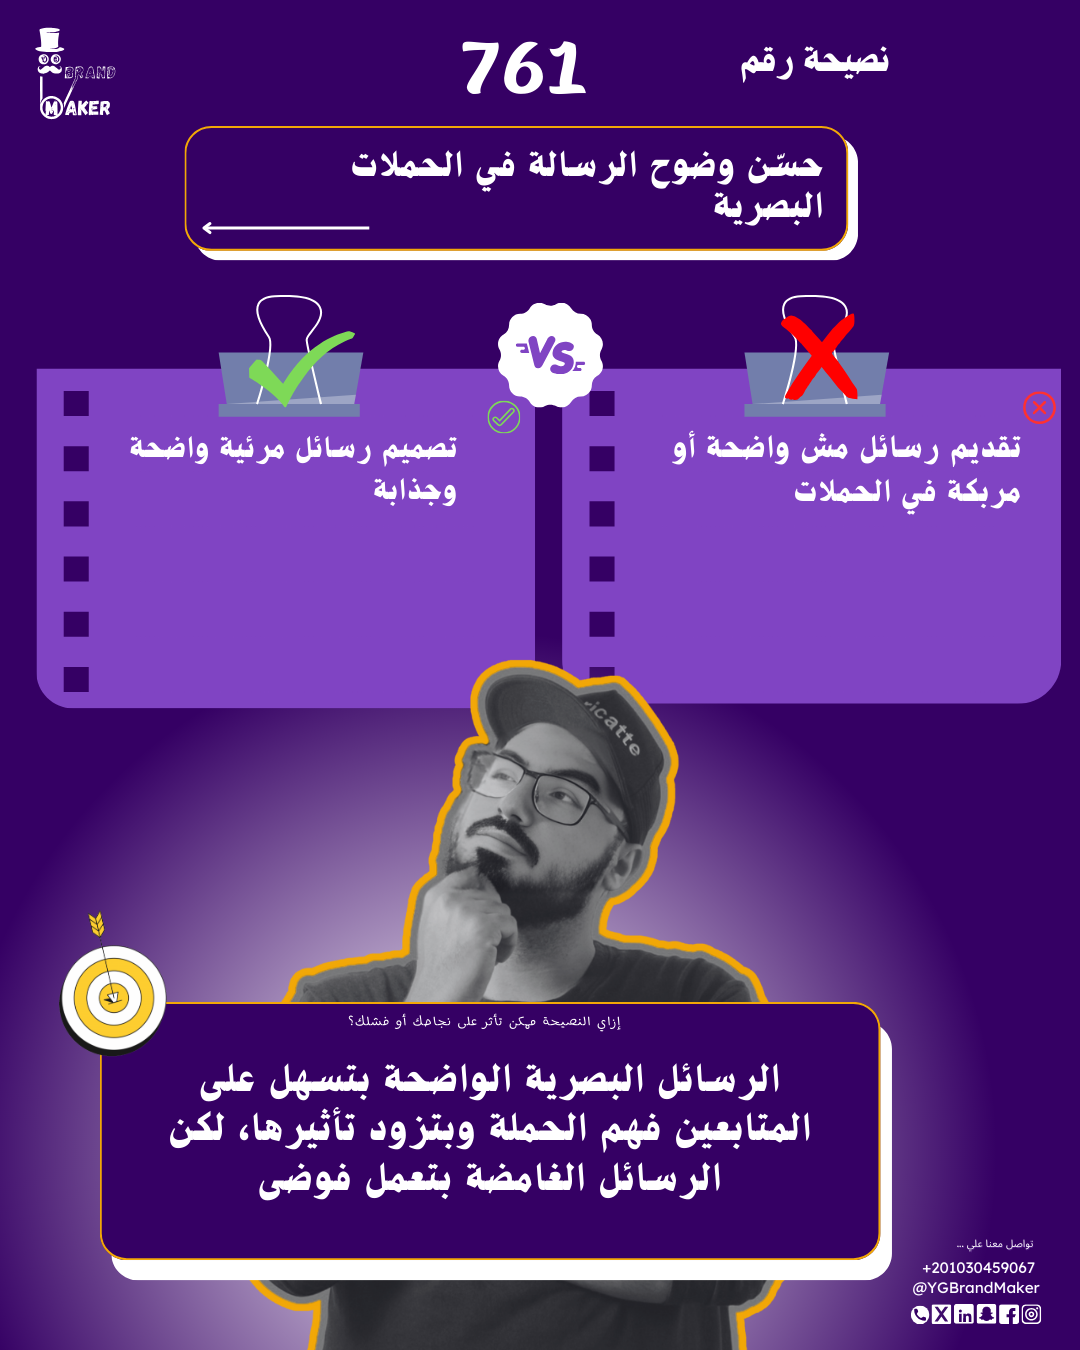 BRAND
MAKER
نصيحة رقم
761
حسّن وضوح الرسالة في الحملات
البصرية
VS
تقديم رسائل مش واضحة أو
مربكة في الحملات
تصميم رسائل مرئية واضحة
وجذابة
icatte
إزاي النصيحة ممكن تأثر على نجاحك أو فشلك؟
الرسائل البصرية الواضحة بتسهل على
المتابعين فهم الحملة وبتزود تأثيرها، لكن
الرسائل الغامضة بتعمل فوضى
تواصل معنا علي ...
+201030459067
@YGBrandMaker